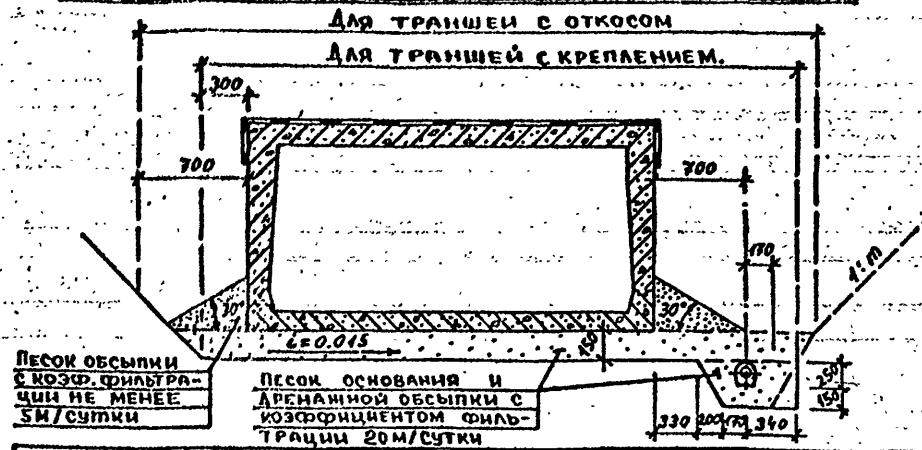 ДЛЯ ТРАНШЕИ С ОТКОСОМ
ДЛЯ ТРАНШЕЙ С КРЕПЛЕНИЕМ.
300
700
700
170
1:m
30°
30°
i=0.015
150
250
150
ПЕСОК ОБСЫПКИ
С КОЭФ. ФИЛЬТРА-
ЦИИ НЕ МЕНЕЕ
5М/СУТКИ
ПЕСОК ОСНОВАНИЯ И
ДРЕНАЖНОЙ ОБСЫПКИ С
КОЭФФИЦИЕНТОМ ФИЛЬ-
ТРАЦИИ 20М/СУТКИ
330 200 170 340